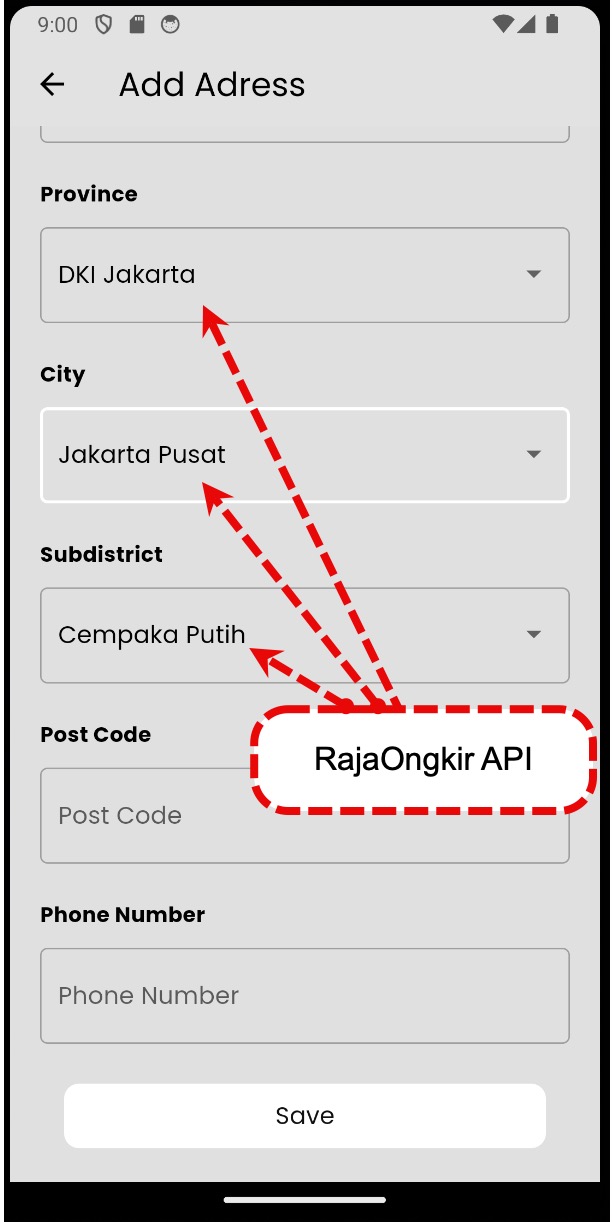 9:00
Add Adress
Province
DKI Jakarta
City
Jakarta Pusat
Subdistrict
Cempaka Putih
Post Code
RajaOngkir API
Post Code
Phone Number
Phone Number
Save